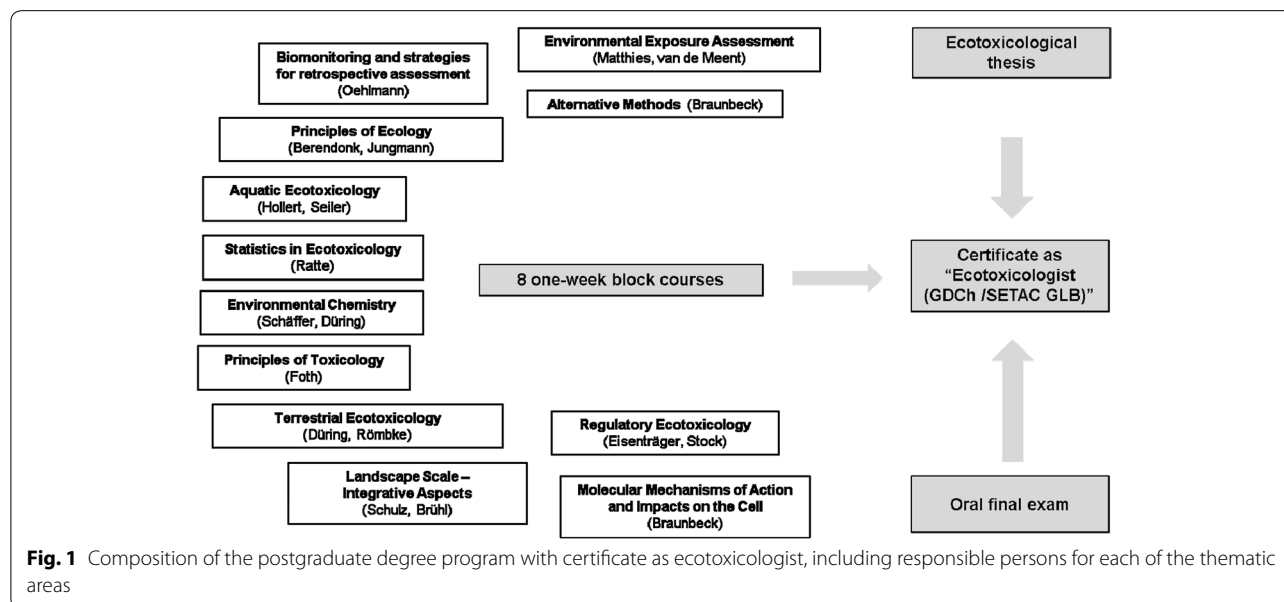 Biomonitoring and strategies
for retrospective assessment
(Oehlmann)
Environmental Exposure Assessment
(Matthies, van de Meent)
Alternative Methods (Braunbeck)
Principles of Ecology
(Berendonk, Jungmann)
Aquatic Ecotoxicology
(Hollert, Seiler)
Statistics in Ecotoxicology
(Ratte)
Environmental Chemistry
(Schäffer, Düring)
Principles of Toxicology
(Foth)
Terrestrial Ecotoxicology
(Düring, Römbke)
Landscape Scale –
Integrative Aspects
(Schulz, Brühl)
Regulatory Ecotoxicology
(Eisenträger, Stock)
Molecular Mechanisms of Action
and Impacts on the Cell
(Braunbeck)
8 one-week block courses
Ecotoxicological
thesis
Certificate as
“Ecotoxicologist
(GDCh /SETAC GLB)”
Oral final exam
Fig. 1 Composition of the postgraduate degree program with certificate as ecotoxicologist, including responsible persons for each of the thematic
areas